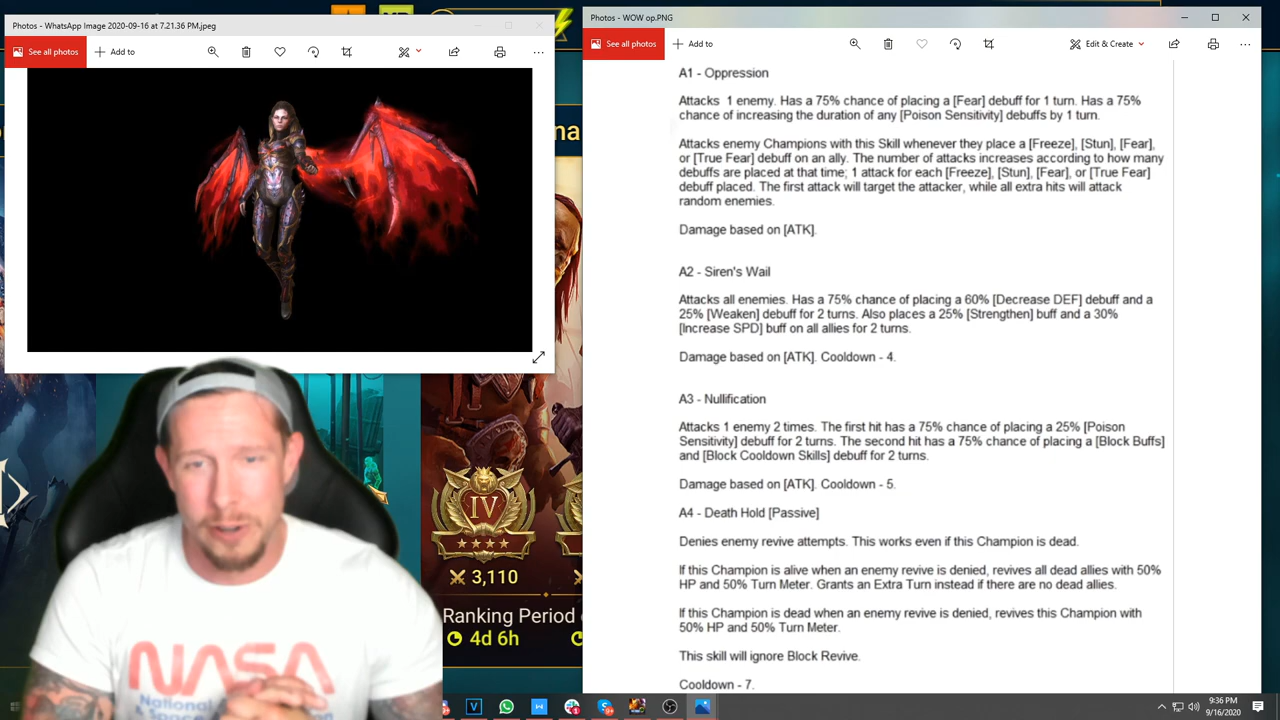 Photos - WhatsApp Image 2020-09-16 at 7.21.36 PM.jpeg
See all photos
Add to
Photos - WOW op.PNG
See all photos
Add to
Edit & Create
A1 - Oppression
Attacks 1 enemy. Has a 75% chance of placing a [Fear] debuff for 1 turn. Has a 75%
chance of increasing the duration of any [Poison Sensitivity] debuffs by 1 turn.
Attacks enemy Champions with this Skill whenever they place a [Freeze], [Stun], [Fear],
or [True Fear] debuff on an ally. The number of attacks increases according to how many
debuffs are placed at that time; 1 attack for each [Freeze], [Stun], [Fear], or [True Fear]
debuff placed. The first attack will target the attacker, while all extra hits will attack
random enemies.
Damage based on [ATK].
A2 - Siren's Wail
Attacks all enemies. Has a 75% chance of placing a 60% [Decrease DEF] debuff and a
25% [Weaken] debuff for 2 turns. Also places a 25% [Strengthen] buff and a 30%
[Increase SPD] buff on all allies for 2 turns.
Damage based on [ATK]. Cooldown - 4.
A3 - Nullification
Attacks 1 enemy 2 times. The first hit has a 75% chance of placing a 25% [Poison
Sensitivity] debuff for 2 turns. The second hit has a 75% chance of placing a [Block Buffs]
and [Block Cooldown Skills] debuff for 2 turns.
Damage based on [ATK]. Cooldown - 5.
A4 - Death Hold [Passive]
Denies enemy revive attempts. This works even if this Champion is dead.
If this Champion is alive when an enemy revive is denied, revives all dead allies with 50%
HP and 50% Turn Meter. Grants an Extra Turn instead if there are no dead allies.
If this Champion is dead when an enemy revive is denied, revives this Champion with
50% HP and 50% Turn Meter.
This skill will ignore Block Revive.
Cooldown - 7.
ma
IV
3,110
Ranking Period
4d 6h
NASA
National
9:36 PM
9/16/2020